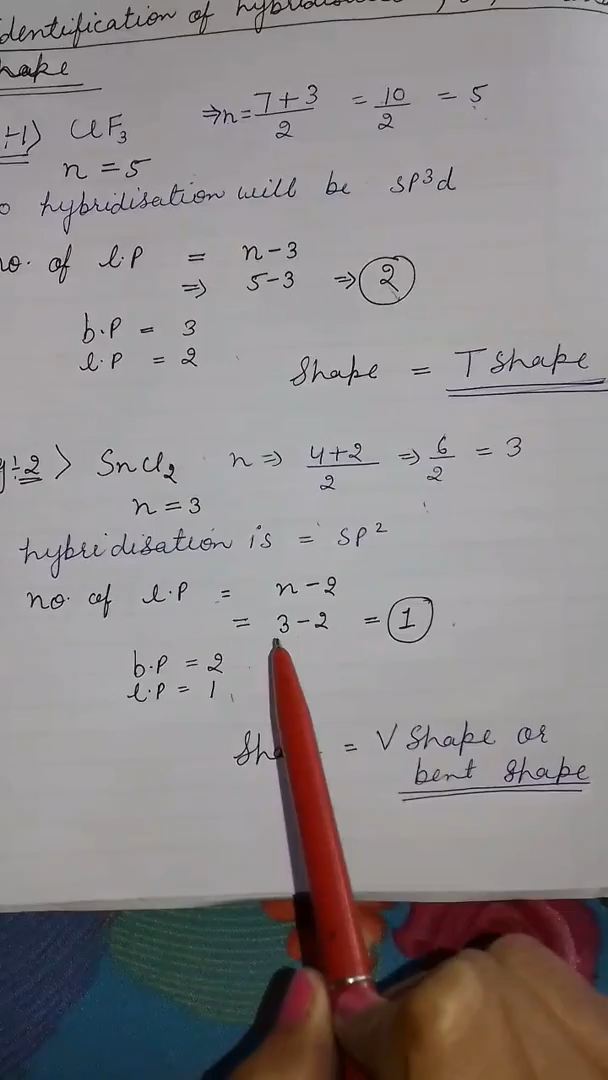 dentification of
hape
ClF3 ⇒ n = 7+3/2 = 10/2 = 5
n = 5
hybridisation will be sp³d
no. of l.P = n-3
⇒ 5-3 ⇒ 2
b.P = 3
l.P = 2
Shape = T Shape
g:2> SnCl2 n ⇒ 4+2/2 ⇒ 6/2 = 3
n = 3
hybridisation is = sp²
no. of l.P = n-2
= 3-2 = 1
b.P = 2
l.P = 1
= V Shape or
bent Shape